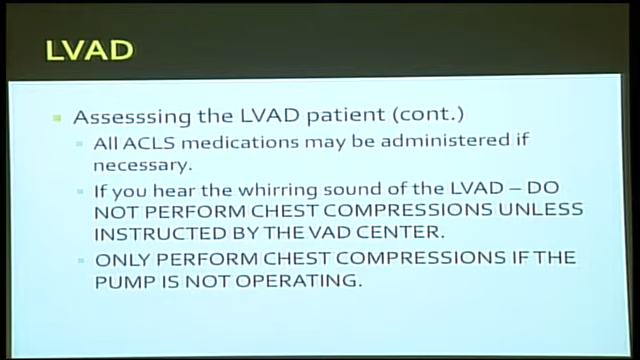 LVAD
Assesssing the LVAD patient (cont.)
All ACLS medications may be administered if
necessary.
If you hear the whirring sound of the LVAD – DO
NOT PERFORM CHEST COMPRESSIONS UNLESS
INSTRUCTED BY THE VAD CENTER.
ONLY PERFORM CHEST COMPRESSIONS IF THE
PUMP IS NOT OPERATING.